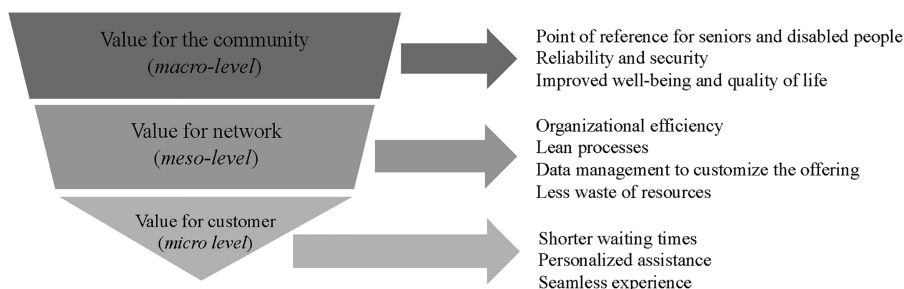 Value for the community
(macro-level)
Point of reference for seniors and disabled people
Reliability and security
Improved well-being and quality of life
Value for network
(meso-level)
Organizational efficiency
Lean processes
Data management to customize the offering
Less waste of resources
Value for customer
(micro level)
Shorter waiting times
Personalized assistance
Seamless experience